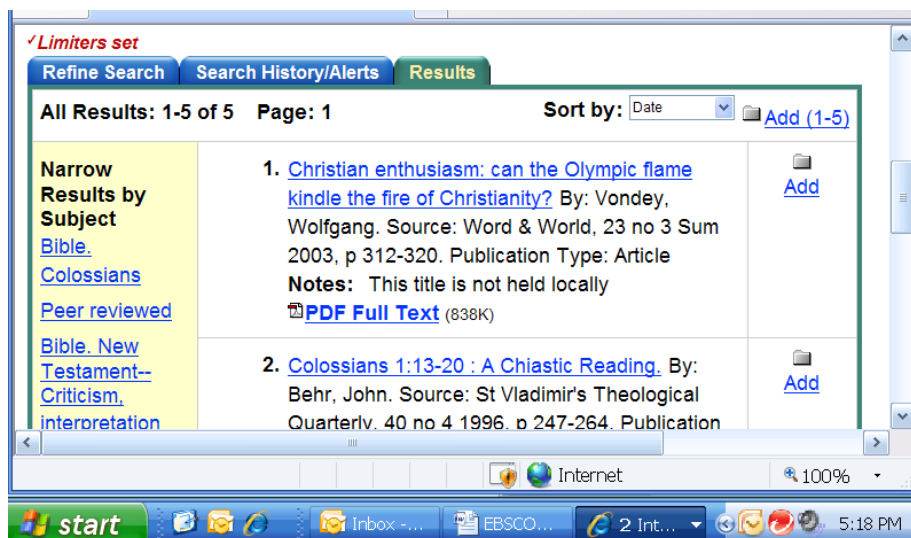 ✓Limiters set
Refine Search Search History/Alerts Results
All Results: 1-5 of 5 Page: 1 Sort by: Date Add (1-5)
Narrow
Results by
Subject
Bible.
Colossians
Peer reviewed
Bible. New
Testament--
Criticism,
interpretation
1. Christian enthusiasm: can the Olympic flame
kindle the fire of Christianity? By: Vondey,
Wolfgang. Source: Word & World, 23 no 3 Sum
2003, p 312-320. Publication Type: Article
Notes: This title is not held locally
PDF Full Text (838K)
Add
2. Colossians 1:13-20 : A Chiastic Reading. By:
Behr, John. Source: St Vladimir's Theological
Quarterly, 40 no 4 1996, p 247-264. Publication
Add
Internet 100%
start Inbox -... EBSCO... 2 Int... 5:18 PM